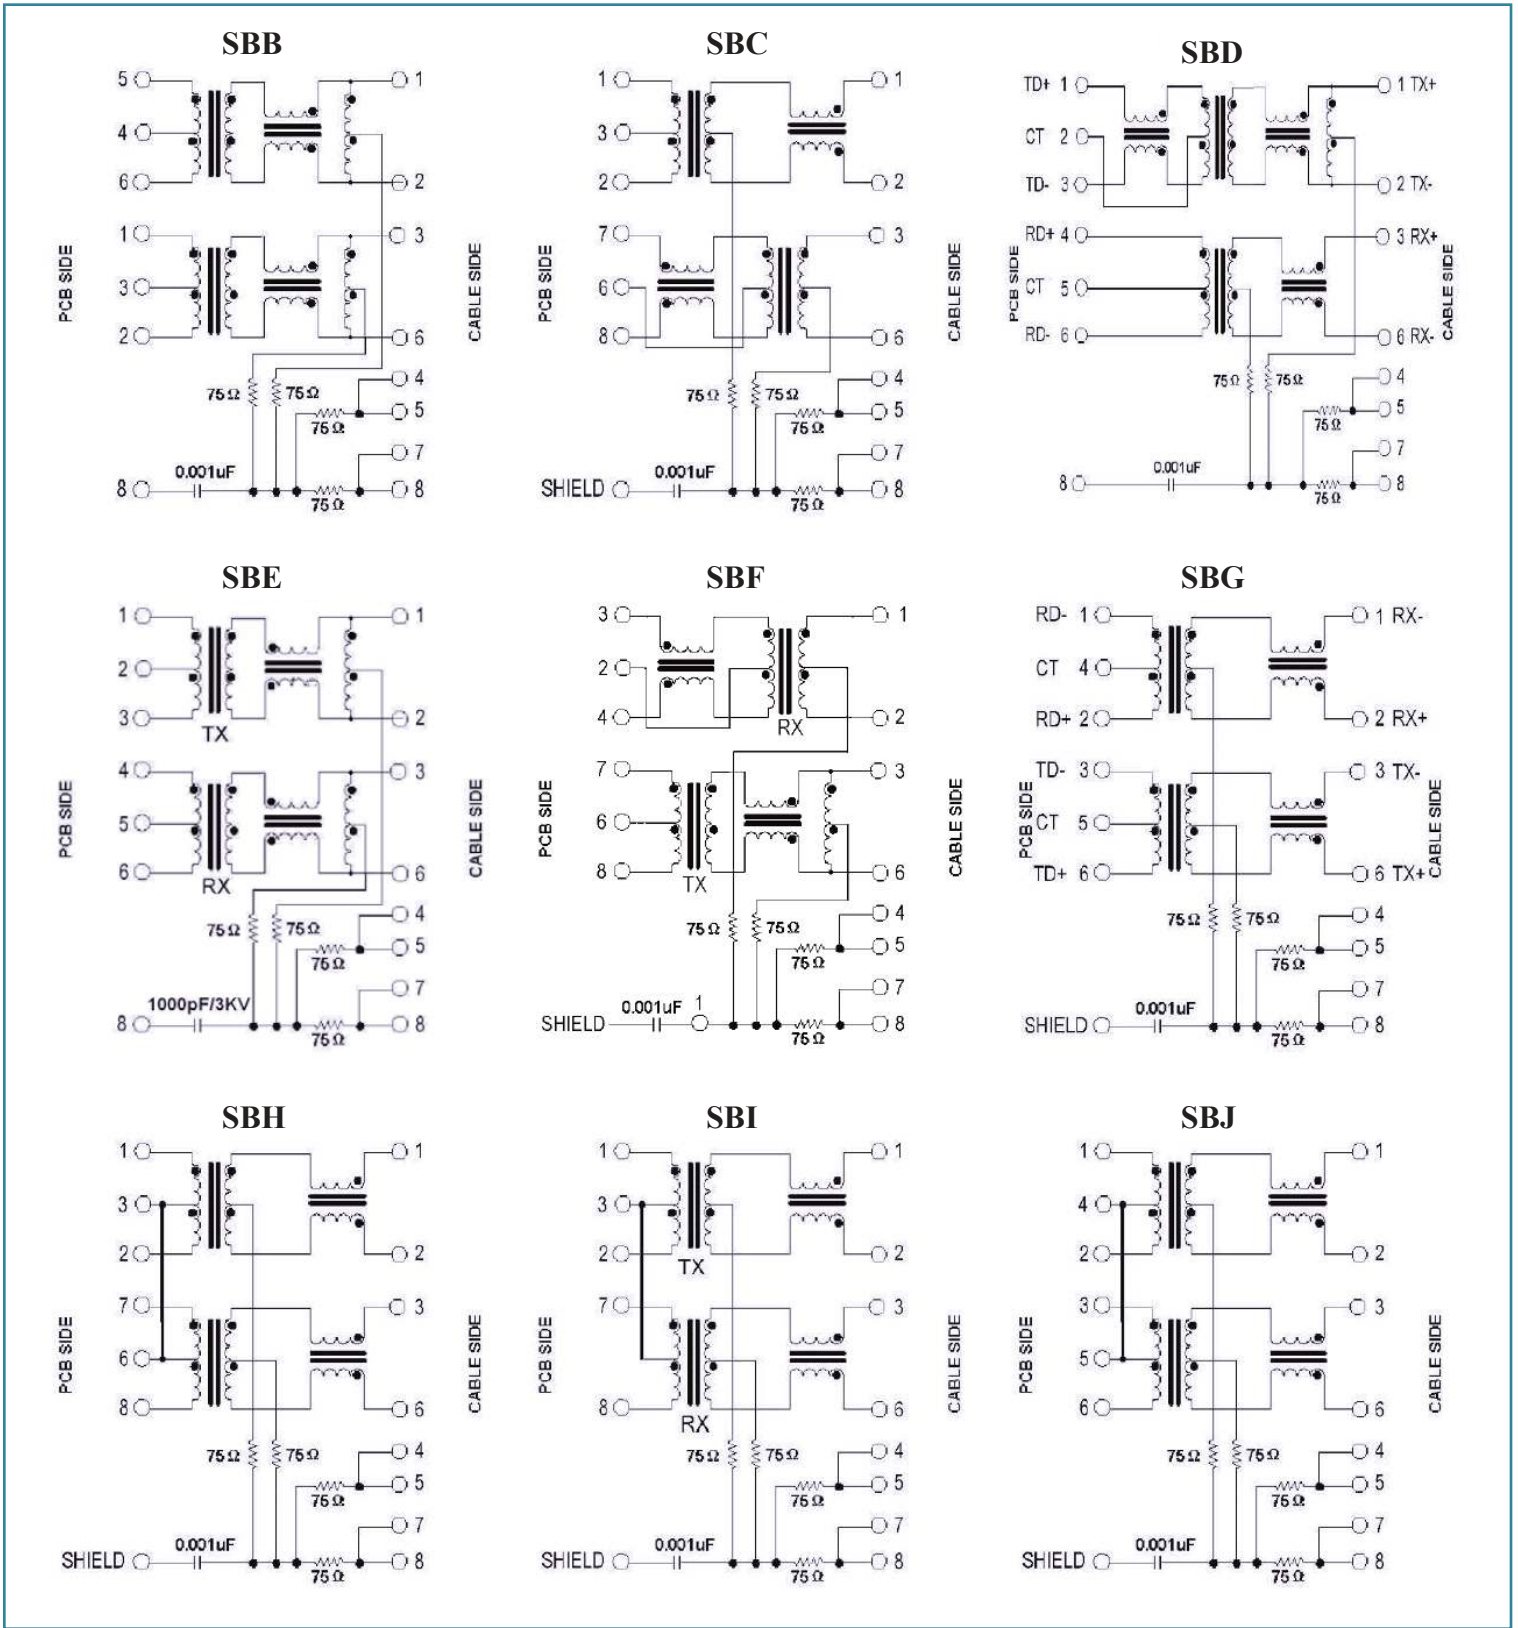 SBB
5 1
4
6 2
1 3
3
2 6
PCB SIDE
CABLE SIDE
75Ω 75Ω 4
5
75Ω
7
0.001uF
8 8
75Ω
SBC
1 1
3
2 2
7 3
6
8 6
PCB SIDE
CABLE SIDE
75Ω 75Ω 4
5
75Ω
7
0.001uF
SHIELD 8
75Ω
SBD
TD+ 1 1 TX+
CT 2
TD- 3 2 TX-
RD+ 4 3 RX+
CT 5
RD- 6 6 RX-
PCB SIDE
CABLE SIDE
75Ω 75Ω 4
5
75Ω
7
0.001uF
8 8
75Ω
SBE
1 1
2
3 2
TX
4 3
5
6 6
RX
PCB SIDE
CABLE SIDE
75Ω 75Ω 4
5
75Ω
7
1000pF/3KV
8 8
75Ω
SBF
3 1
2
4 2
RX
7 3
6
8 6
TX
PCB SIDE
CABLE SIDE
75Ω 75Ω 4
5
75Ω
7
0.001uF 1
SHIELD 8
75Ω
SBG
RD- 1 1 RX-
CT 4
RD+ 2 2 RX+
TD- 3 3 TX-
CT 5
TD+ 6 6 TX+
PCB SIDE
CABLE SIDE
75Ω 75Ω 4
5
75Ω
7
0.001uF
SHIELD 8
75Ω
SBH
1 1
3
2 2
7 3
6
8 6
PCB SIDE
CABLE SIDE
75Ω 75Ω 4
5
75Ω
7
0.001uF
SHIELD 8
75Ω
SBI
1 1
3
2 2
TX
7 3
8 6
RX
PCB SIDE
CABLE SIDE
75Ω 75Ω 4
5
75Ω
7
0.001uF
SHIELD 8
75Ω
SBJ
1 1
4
2 2
3 3
5
6 6
PCB SIDE
CABLE SIDE
75Ω 75Ω 4
5
75Ω
7
0.001uF
SHIELD 8
75Ω